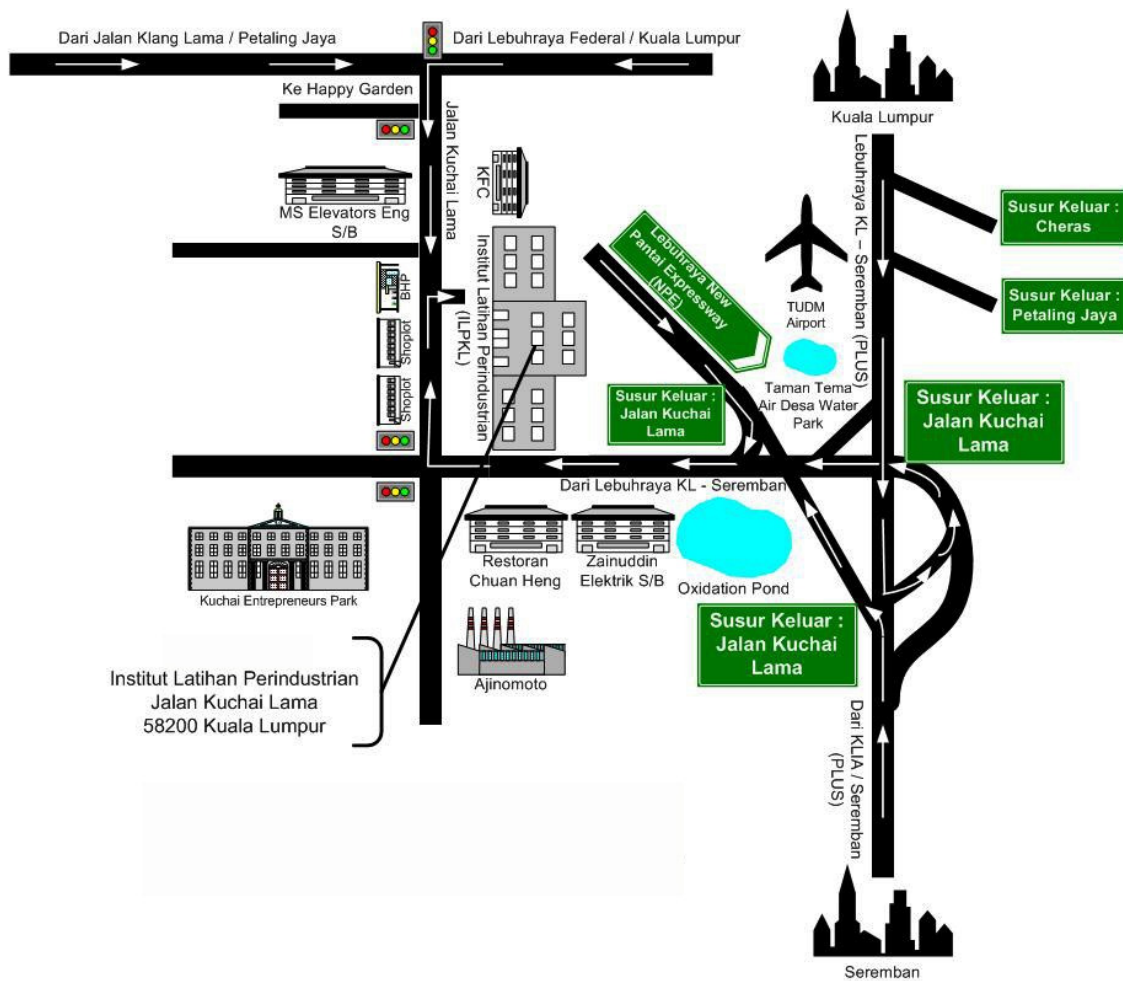 Dari Jalan Klang Lama / Petaling Jaya
Dari Lebuhraya Federal / Kuala Lumpur
Ke Happy Garden
Kuala Lumpur
Jalan Kuchai Lama
KFC
MS Elevators Eng
S/B
Lebuhraya KL – Seremban (PLUS)
Susur Keluar :
Cheras
Susur Keluar :
Petaling Jaya
Lebuhraya New
Pantai Expressway
(NPE)
TUDM
Airport
BHP
Shoplot
Shoplot
Institut Latihan Perindustrian
(ILPKL)
Taman Tema
Air Desa Water
Park
Susur Keluar :
Jalan Kuchai
Lama
Susur Keluar :
Jalan Kuchai
Lama
Dari Lebuhraya KL - Seremban
Restoran
Chuan Heng
Zainuddin
Elektrik S/B
Oxidation Pond
Kuchai Entrepreneurs Park
Susur Keluar :
Jalan Kuchai
Lama
Ajinomoto
Institut Latihan Perindustrian
Jalan Kuchai Lama
58200 Kuala Lumpur
Dari KLIA / Seremban
(PLUS)
Seremban